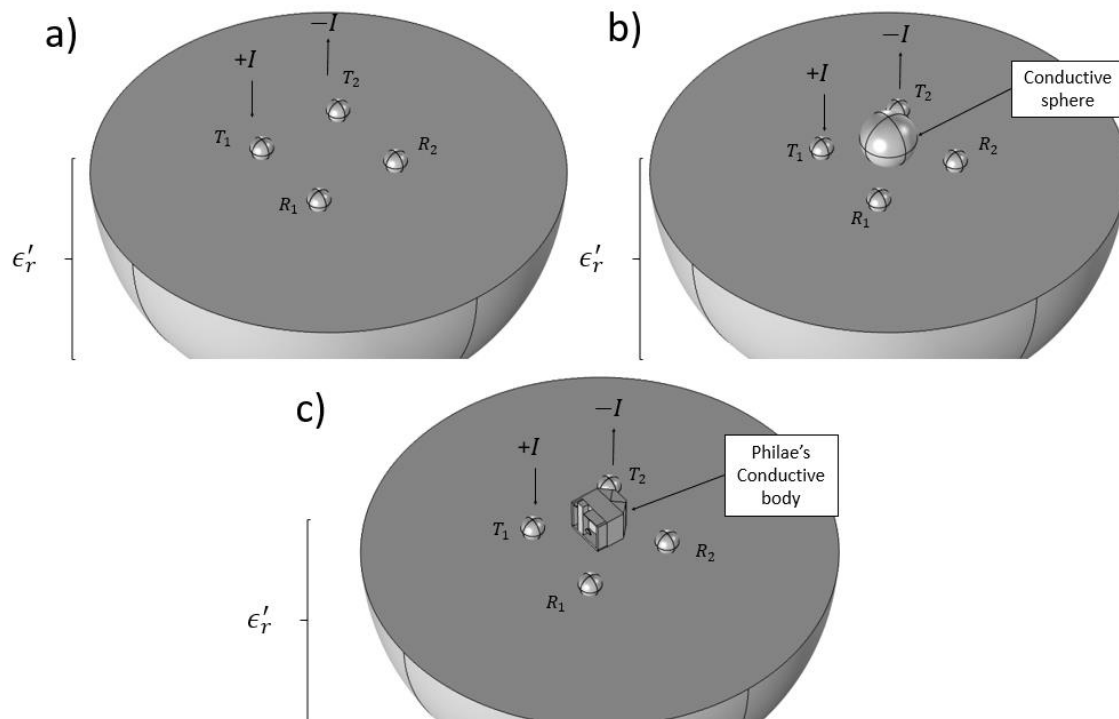 a)
−I
+I
T₂
T₁
R₂
R₁
ϵ′ᵣ
b)
−I
+I
Conductive
sphere
T₂
T₁
R₂
R₁
ϵ′ᵣ
c)
−I
+I
Philae's
Conductive
body
T₂
T₁
R₂
R₁
ϵ′ᵣ